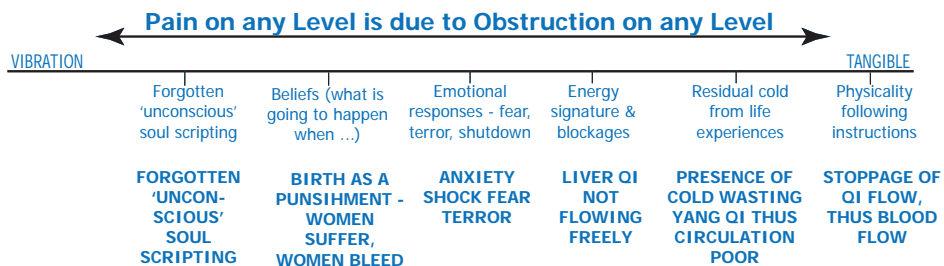 Pain on any Level is due to Obstruction on any Level
VIBRATION
TANGIBLE
Forgotten
'unconscious'
soul scripting
Beliefs (what is
going to happen
when ...)
Emotional
responses - fear,
terror, shutdown
Energy
signature &
blockages
Residual cold
from life
experiences
Physicality
following
instructions
FORGOTTEN
'UNCON-
SCIOUS'
SOUL
SCRIPTING
BIRTH AS A
PUNSIHMENT -
WOMEN
SUFFER,
WOMEN BLEED
ANXIETY
SHOCK FEAR
TERROR
LIVER QI
NOT
FLOWING
FREELY
PRESENCE OF
COLD WASTING
YANG QI THUS
CIRCULATION
POOR
STOPPAGE OF
QI FLOW,
THUS BLOOD
FLOW